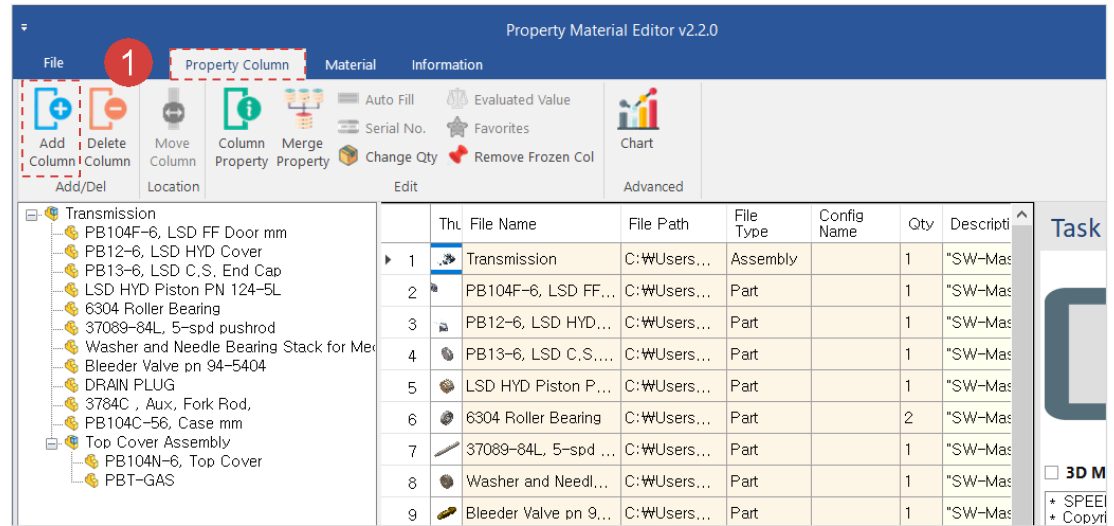 Property Material Editor v2.2.0
File 1 Property Column Material Information
Add Column
Delete Column
Move Column
Column Property
Merge Property
Auto Fill
Serial No.
Change Qty
Evaluated Value
Favorites
Remove Frozen Col
Chart
Add/Del Location Edit Advanced
Transmission
PB104F-6, LSD FF Door mm
PB12-6, LSD HYD Cover
PB13-6, LSD C.S. End Cap
LSD HYD Piston PN 124-5L
6304 Roller Bearing
37089-84L, 5-spd pushrod
Washer and Needle Bearing Stack for Me
Bleeder Valve pn 94-5404
DRAIN PLUG
3784C , Aux, Fork Rod,
PB104C-56, Case mm
Top Cover Assembly
PB104N-6, Top Cover
PBT-GAS
Thu File Name File Path File Type Config Name Qty Descripti
1 Transmission C:₩Users... Assembly 1 "SW-Mas
2 PB104F-6, LSD FF... C:₩Users... Part 1 "SW-Mas
3 PB12-6, LSD HYD... C:₩Users... Part 1 "SW-Mas
4 PB13-6, LSD C.S.... C:₩Users... Part 1 "SW-Mas
5 LSD HYD Piston P... C:₩Users... Part 1 "SW-Mas
6 6304 Roller Bearing C:₩Users... Part 2 "SW-Mas
7 37089-84L, 5-spd ... C:₩Users... Part 1 "SW-Mas
8 Washer and Needl... C:₩Users... Part 1 "SW-Mas
9 Bleeder Valve pn 9... C:₩Users... Part 1 "SW-Mas
Task
3D M
* SPEE
* Copyri